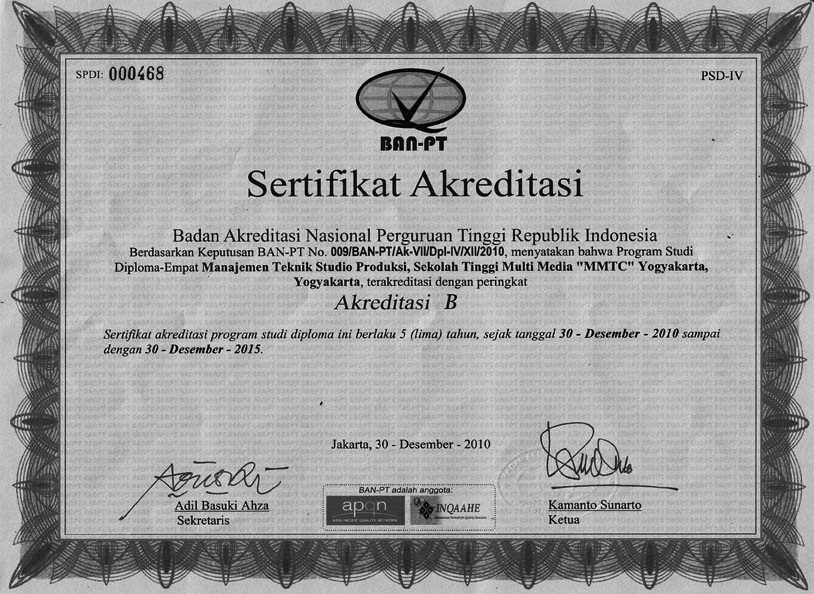 SPDI: 000468
PSD-IV
BAN-PT
Sertifikat Akreditasi
Badan Akreditasi Nasional Perguruan Tinggi Republik Indonesia
Berdasarkan Keputusan BAN-PT No. 009/BAN-PT/Ak-VII/Dpl-IV/XII/2010, menyatakan bahwa Program Studi
Diploma-Empat Manajemen Teknik Studio Produksi, Sekolah Tinggi Multi Media "MMTC" Yogyakarta,
Yogyakarta, terakreditasi dengan peringkat
Akreditasi B
Sertifikat akreditasi program studi diploma ini berlaku 5 (lima) tahun, sejak tanggal 30 - Desember - 2010 sampai
dengan 30 - Desember - 2015.
Jakarta, 30 - Desember - 2010
Adil Basuki Ahza
Sekretaris
BAN-PT adalah anggota:
apqn
ASIA PACIFIC QUALITY NETWORK
INQAAHE
Kamanto Sunarto
Ketua